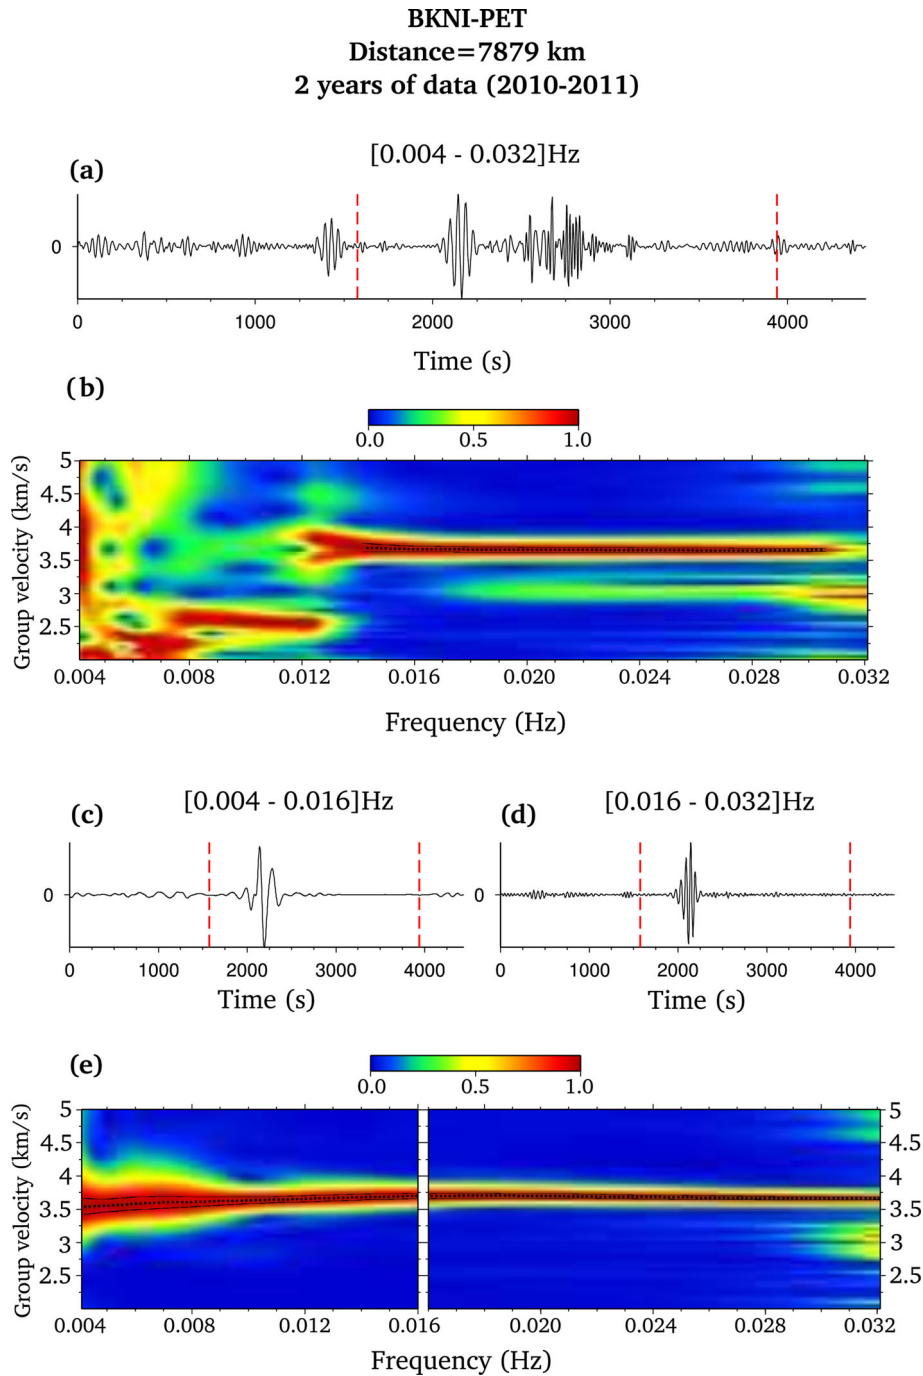 BKNI-PET
Distance=7879 km
2 years of data (2010-2011)
(a)
[0.004 - 0.032]Hz
0
0 1000 2000 3000 4000
Time (s)
(b)
0.0 0.5 1.0
Group velocity (km/s)
5
4.5
4
3.5
3
2.5
0.004 0.008 0.012 0.016 0.020 0.024 0.028 0.032
Frequency (Hz)
(c) [0.004 - 0.016]Hz
0
0 1000 2000 3000 4000
Time (s)
(d) [0.016 - 0.032]Hz
0
0 1000 2000 3000 4000
Time (s)
(e)
0.0 0.5 1.0
Group velocity (km/s)
5 5
4.5 4.5
4 4
3.5 3.5
3 3
2.5 2.5
0.004 0.008 0.012 0.016 0.020 0.024 0.028 0.032
Frequency (Hz)